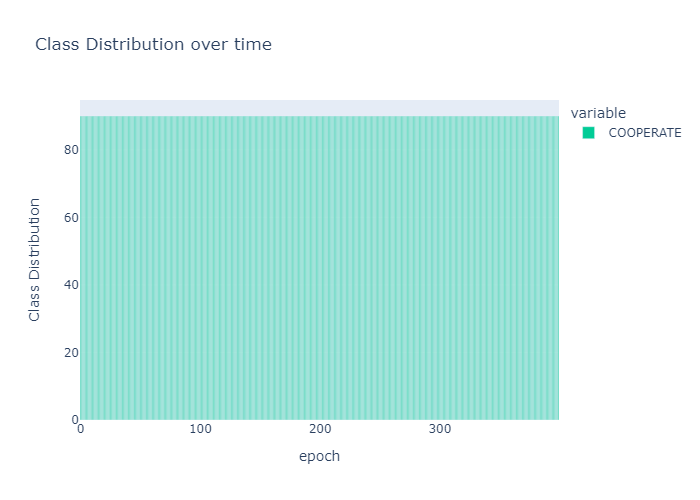 Class Distribution over time
variable
COOPERATE
Class Distribution
80
60
40
20
0
0
100
200
300
epoch